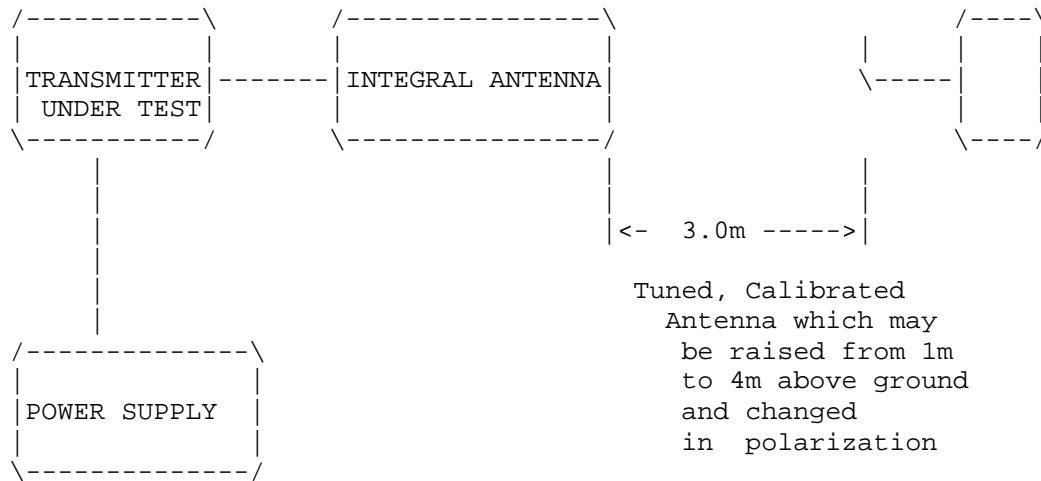 TRANSMITTER
UNDER TEST
INTEGRAL ANTENNA
<- 3.0m ----->
Tuned, Calibrated
Antenna which may
be raised from 1m
to 4m above ground
and changed
in polarization
POWER SUPPLY